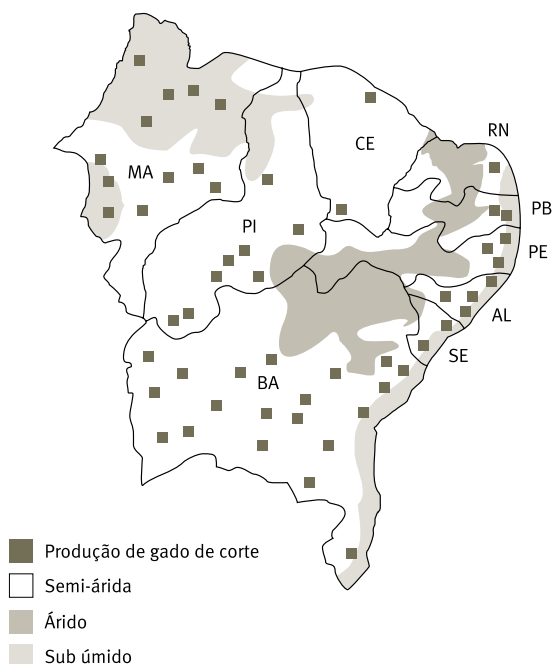 RN
CE
MA
PB
PI
PE
AL
SE
BA
Produção de gado de corte
Semi-árida
Árido
Sub úmido